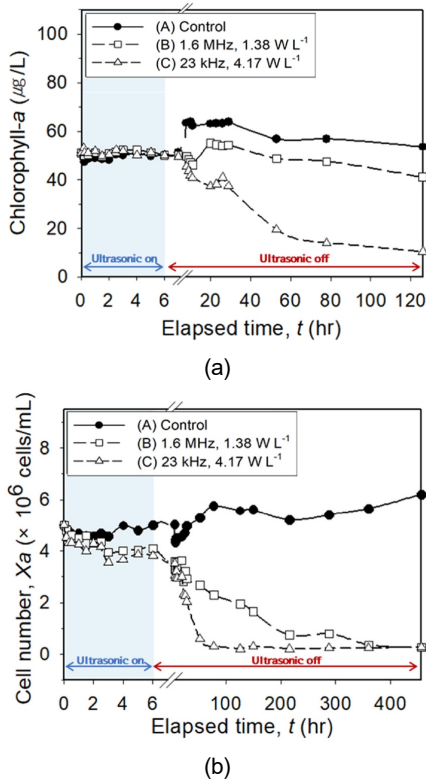 (A) Control
(B) 1.6 MHz, 1.38 W L⁻¹
(C) 23 kHz, 4.17 W L⁻¹
Chlorophyll-a (μg/L)
100
80
60
40
20
0
Ultrasonic on
Ultrasonic off
0 2 4 6 20 40 60 80 100 120
Elapsed time, t (hr)
(a)
(A) Control
(B) 1.6 MHz, 1.38 W L⁻¹
(C) 23 kHz, 4.17 W L⁻¹
Cell number, Xa (× 10⁶ cells/mL)
8
6
4
2
0
Ultrasonic on
Ultrasonic off
0 2 4 6 100 200 300 400
Elapsed time, t (hr)
(b)